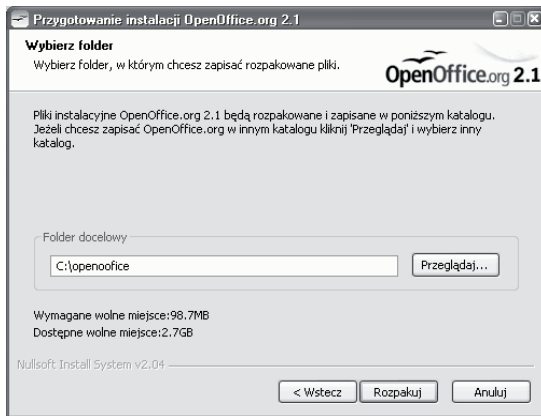 Przygotowanie instalacji OpenOffice.org 2.1
Wybierz folder
Wybierz folder, w którym chcesz zapisać rozpakowane pliki.
OpenOffice.org 2.1
Pliki instalacyjne OpenOffice.org 2.1 będą rozpakowane i zapisane w poniższym katalogu.
Jeżeli chcesz zapisać OpenOffice.org w innym katalogu kliknij 'Przeglądaj' i wybierz inny
katalog.
Folder docelowy
C:\openoofice
Przeglądaj...
Wymagane wolne miejsce:98.7MB
Dostępne wolne miejsce:2.7GB
Nullsoft Install System v2.04
< Wstecz
Rozpakuj
Anuluj